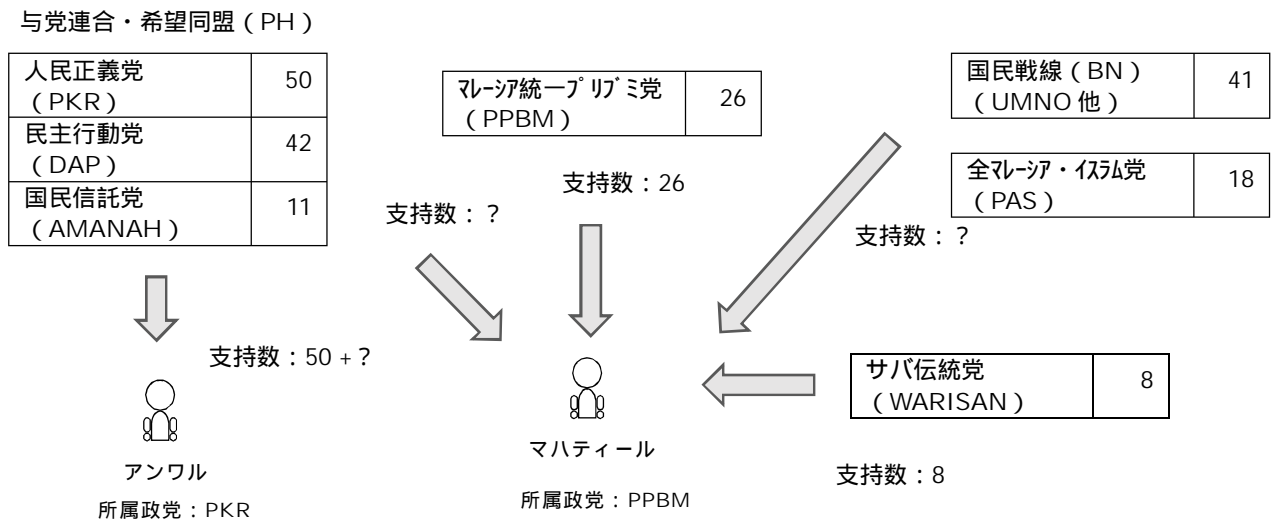 与党連合・希望同盟（PH）
人民正義党
（PKR）
50
民主行動党
（DAP）
42
国民信託党
（AMANAH）
11
ﾏﾚｰｼｱ統一ﾌﾟﾘﾌﾞﾐ党
（PPBM）
26
国民戦線（BN）
（UMNO 他）
41
全ﾏﾚｰｼｱ・ｲｽﾗﾑ党
（PAS）
18
支持数：26
支持数：？
支持数：？
支持数：50 +？
サバ伝統党
（WARISAN）
8
アンワル
所属政党：PKR
マハティール
所属政党：PPBM
支持数：8